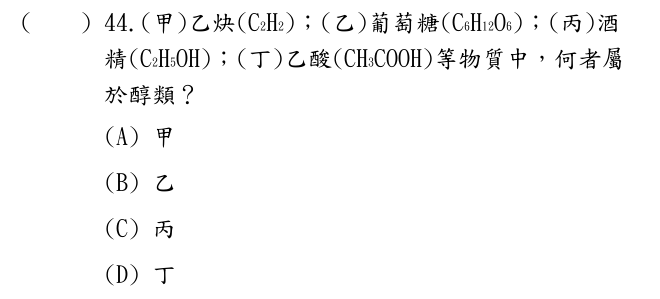 (　　) 44.(甲)乙炔(C₂H₂)；(乙)葡萄糖(C₆H₁₂O₆)；(丙)酒
精(C₂H₅OH)；(丁)乙酸(CH₃COOH)等物質中，何者屬
於醇類？
(A) 甲
(B) 乙
(C) 丙
(D) 丁